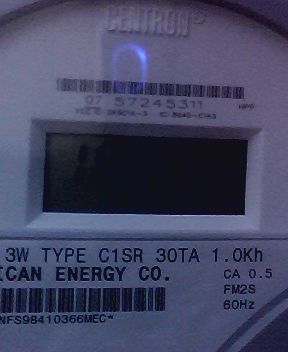 CENTRON
07 57245311
3W TYPE C1SR 30TA 1.0Kh
ICAN ENERGY CO.
CA 0.5
FM2S
60Hz
NFS98410366MEC*